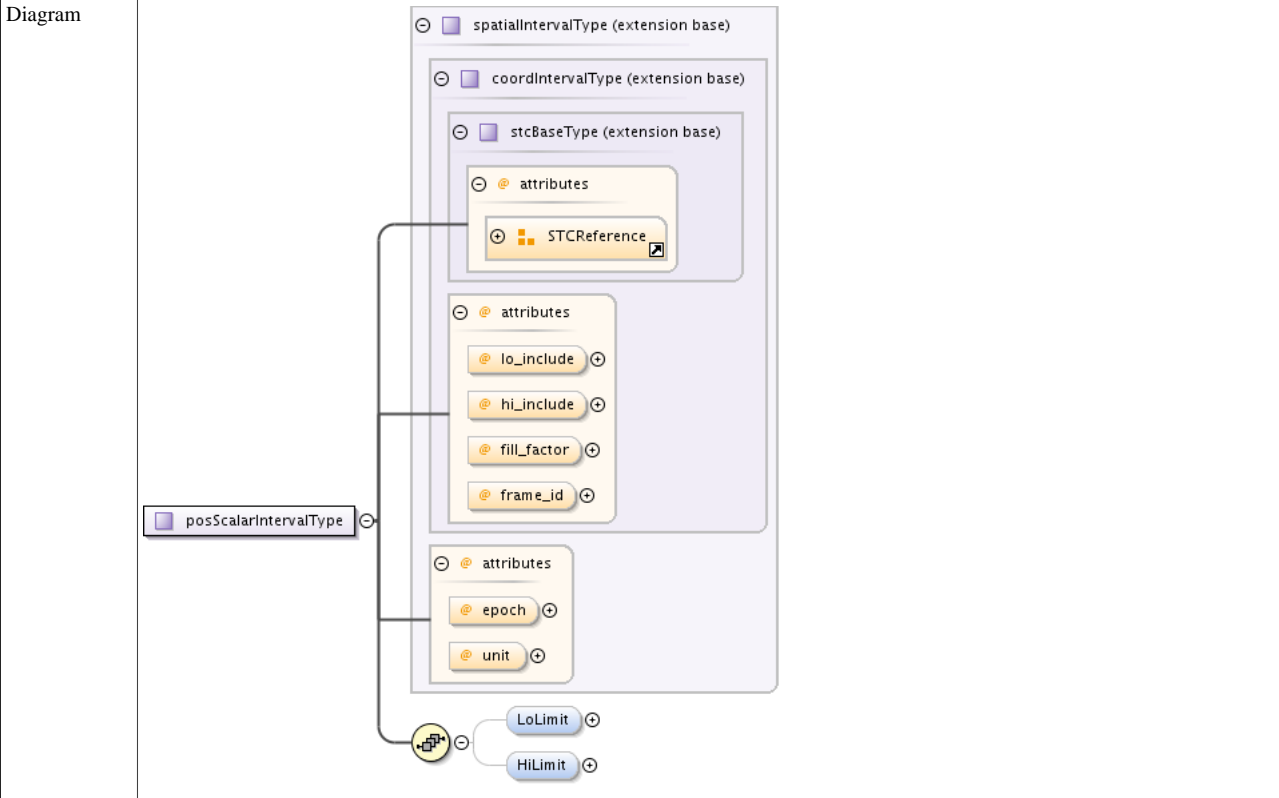 Diagram
spatialIntervalType (extension base)
coordIntervalType (extension base)
stcBaseType (extension base)
@ attributes
STCReference
@ attributes
@ lo_include
@ hi_include
@ fill_factor
@ frame_id
posScalarIntervalType
@ attributes
@ epoch
@ unit
LoLimit
HiLimit